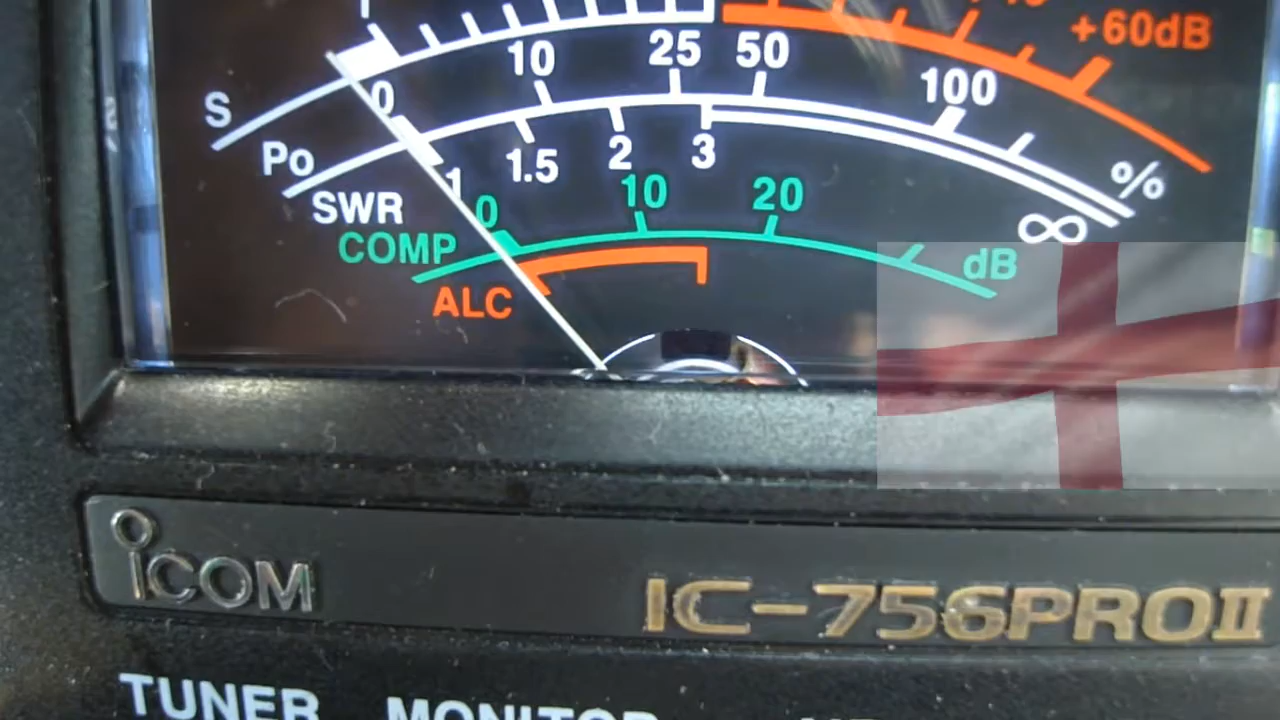 +60dB
10 25 50 100
S 0
Po %
1 1.5 2 3
SWR ∞
0 10 20
COMP dB
ALC
ICOM IC-756PROII
TUNER MONITOR